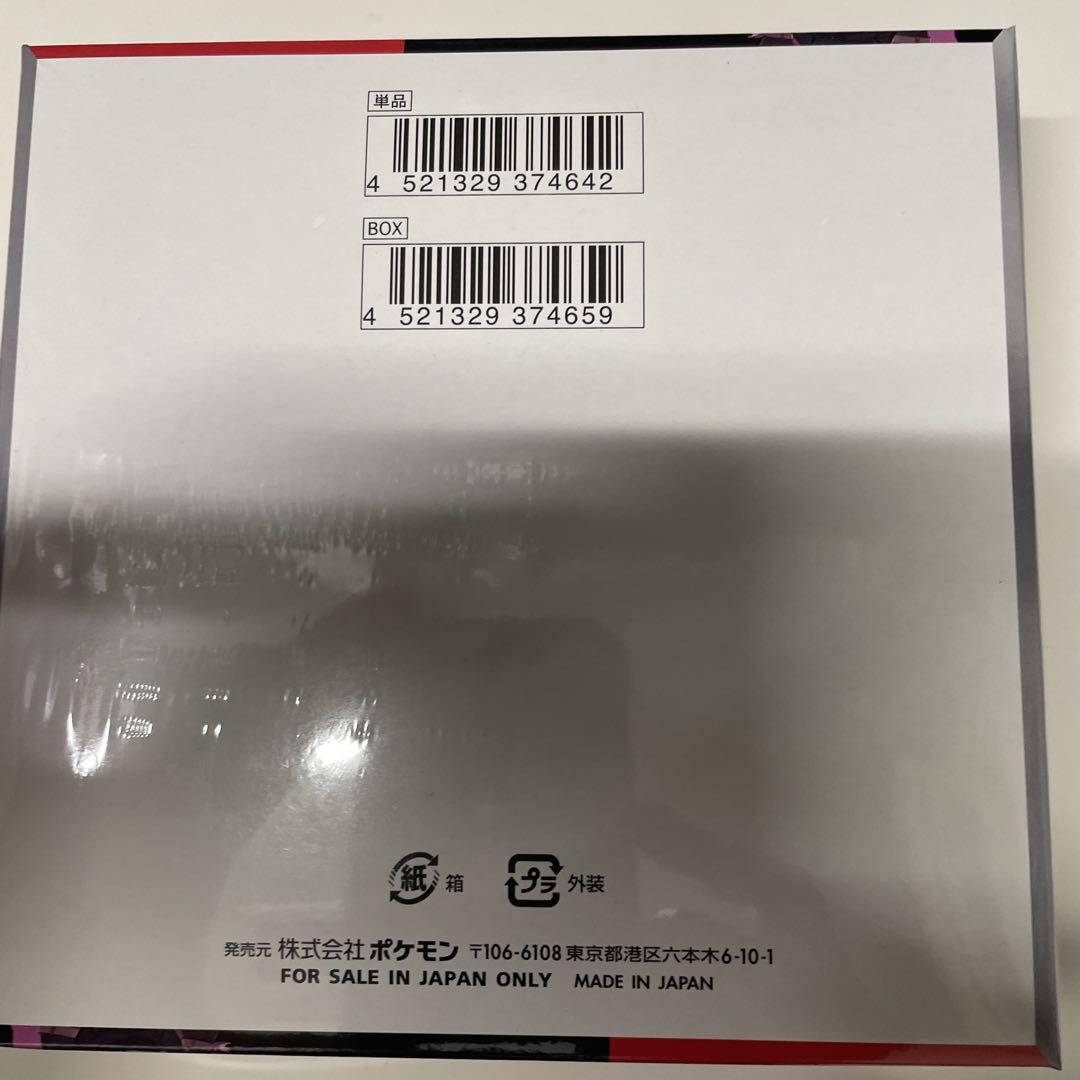 単品
4 521329 374642
BOX
4 521329 374659
紙 箱 プラ 外装
発売元 株式会社 ポケモン 〒106-6108 東京都港区六本木6-10-1
FOR SALE IN JAPAN ONLY MADE IN JAPAN